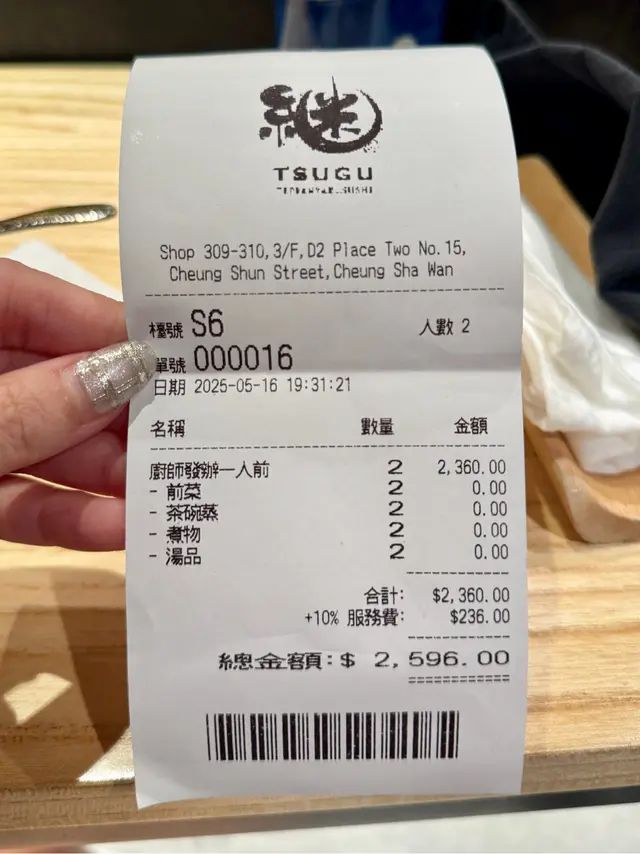 継
TSUGU
TEPPANYAKI.SUSHI
Shop 309-310,3/F,D2 Place Two No.15,
Cheung Shun Street,Cheung Sha Wan
檯號 S6 人數 2
單號 000016
日期 2025-05-16 19:31:21
名稱 數量 金額
廚師發辦一人前 2 2,360.00
- 前菜 2 0.00
- 茶碗蒸 2 0.00
- 煮物 2 0.00
- 湯品 2 0.00
合計: $2,360.00
+10% 服務費: $236.00
總金額:$ 2,596.00